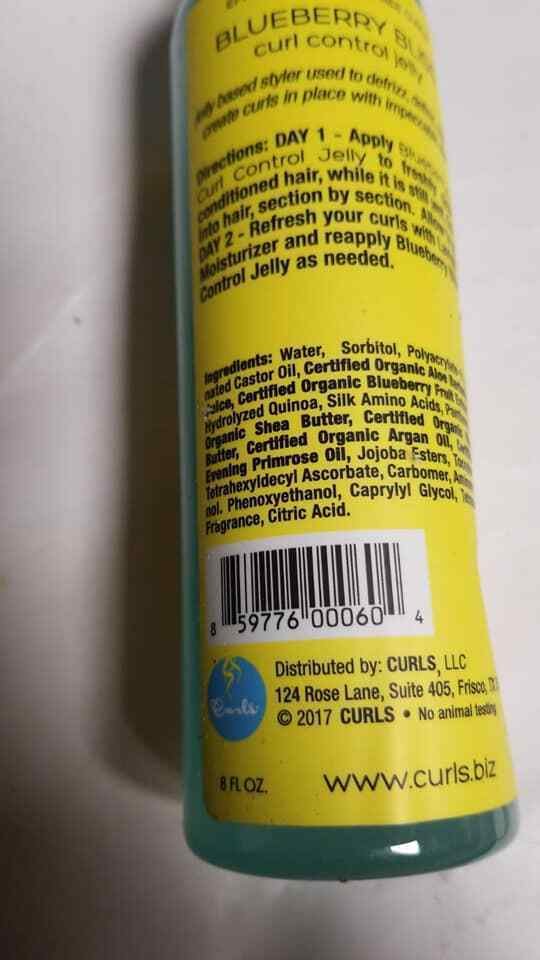 BLUEBERRY
curl control jelly
based styler used to defrizz,
create curls in place with
Directions: DAY 1 - Apply
Curl Control Jelly to freshly
conditioned hair, while it is still
into hair, section by section.
DAY 2 - Refresh your curls with
Moisturizer and reapply Blueberry
Control Jelly as needed.
Ingredients: Water, Sorbitol,
nated Castor Oil, Certified Organic Aloe
Juice, Certified Organic Blueberry Fruit
Hydrolyzed Quinoa, Silk Amino Acids,
Organic Shea Butter, Certified Organic
Butter, Certified Organic Argan Oil,
Evening Primrose Oil, Jojoba Esters,
Tetrahexyldecyl Ascorbate, Carbomer,
nol, Phenoxyethanol, Caprylyl Glycol,
Fragrance, Citric Acid.
8 59776 00060 4
Distributed by: CURLS, LLC
124 Rose Lane, Suite 405, Frisco,
© 2017 CURLS • No animal testing
Curls
8 FL OZ.
www.curls.biz